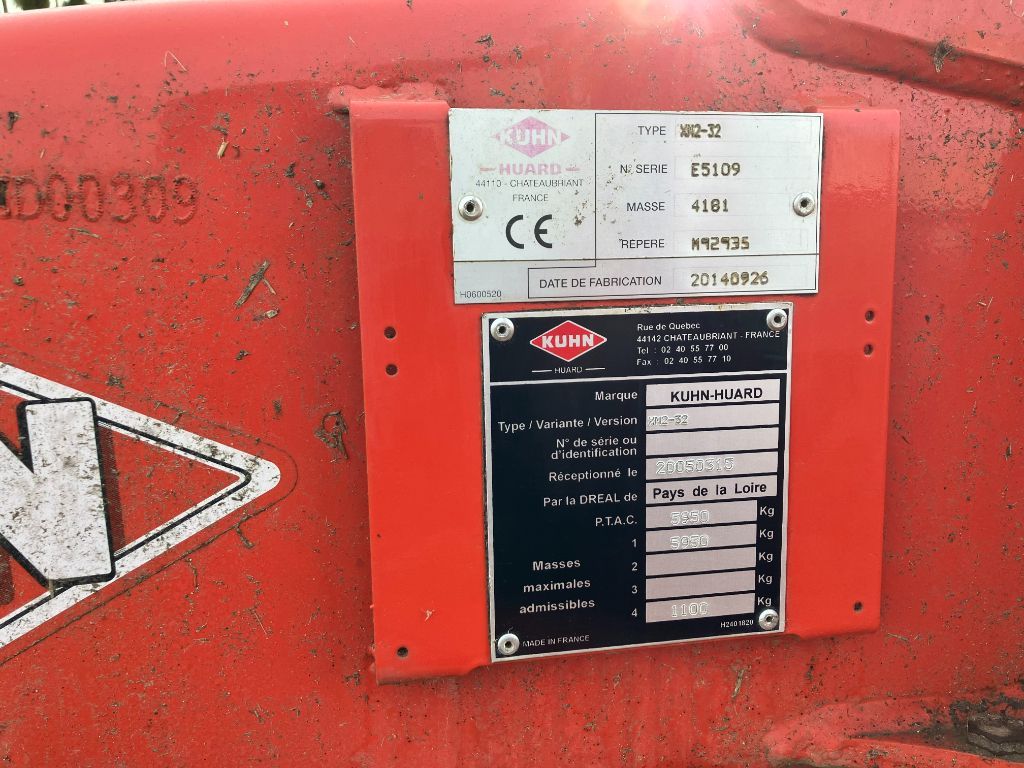 D00309
KUHN
HUARD
44110 - CHATEAUBRIANT
FRANCE
CE
H0600520
TYPE XM2-32
N° SERIE E5109
MASSE 4181
REPERE M92935
DATE DE FABRICATION 20140926
KUHN
HUARD
Rue de Québec
44142 CHATEAUBRIANT - FRANCE
Tel : 02 40 55 77 00
Fax : 02 40 55 77 10
Marque KUHN-HUARD
Type / Variante / Version XM2-32
N° de série ou
d'identification
Réceptionné le 20050315
Par la DREAL de Pays de la Loire
P.T.A.C. 5950 Kg
1 5950 Kg
Masses 2 Kg
maximales 3 Kg
admissibles 4 1100 Kg
MADE IN FRANCE
H2401820
N